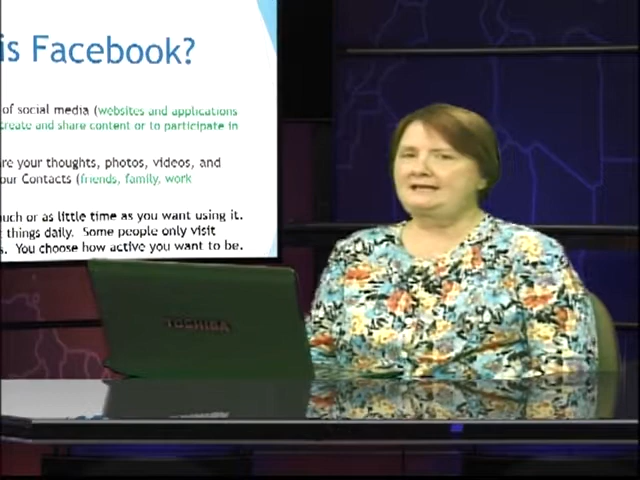 is Facebook?
of social media (websites and applications
create and share content or to participate in
re your thoughts, photos, videos, and
our Contacts (friends, family, work
uch or as little time as you want using it.
things daily. Some people only visit
s. You choose how active you want to be.
TOSHIBA